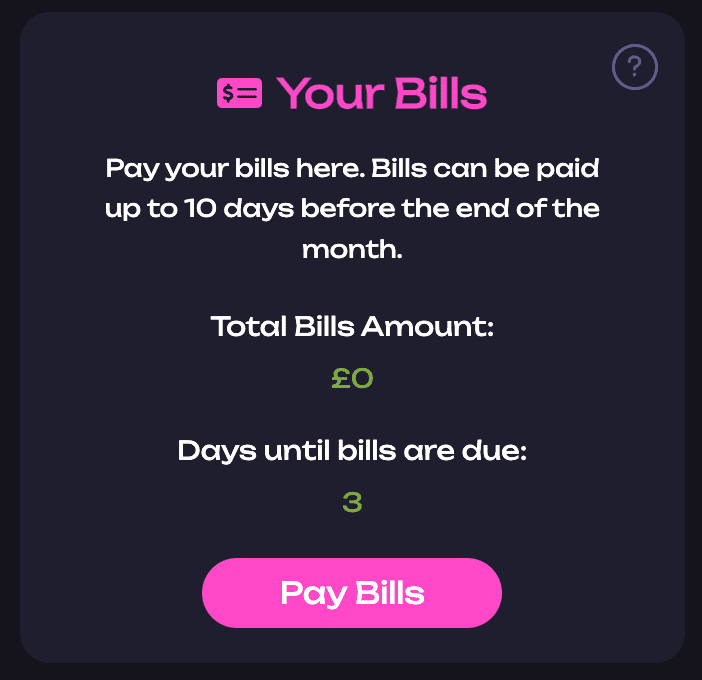 ?
Your Bills
Pay your bills here. Bills can be paid
up to 10 days before the end of the
month.
Total Bills Amount:
£0
Days until bills are due:
3
Pay Bills